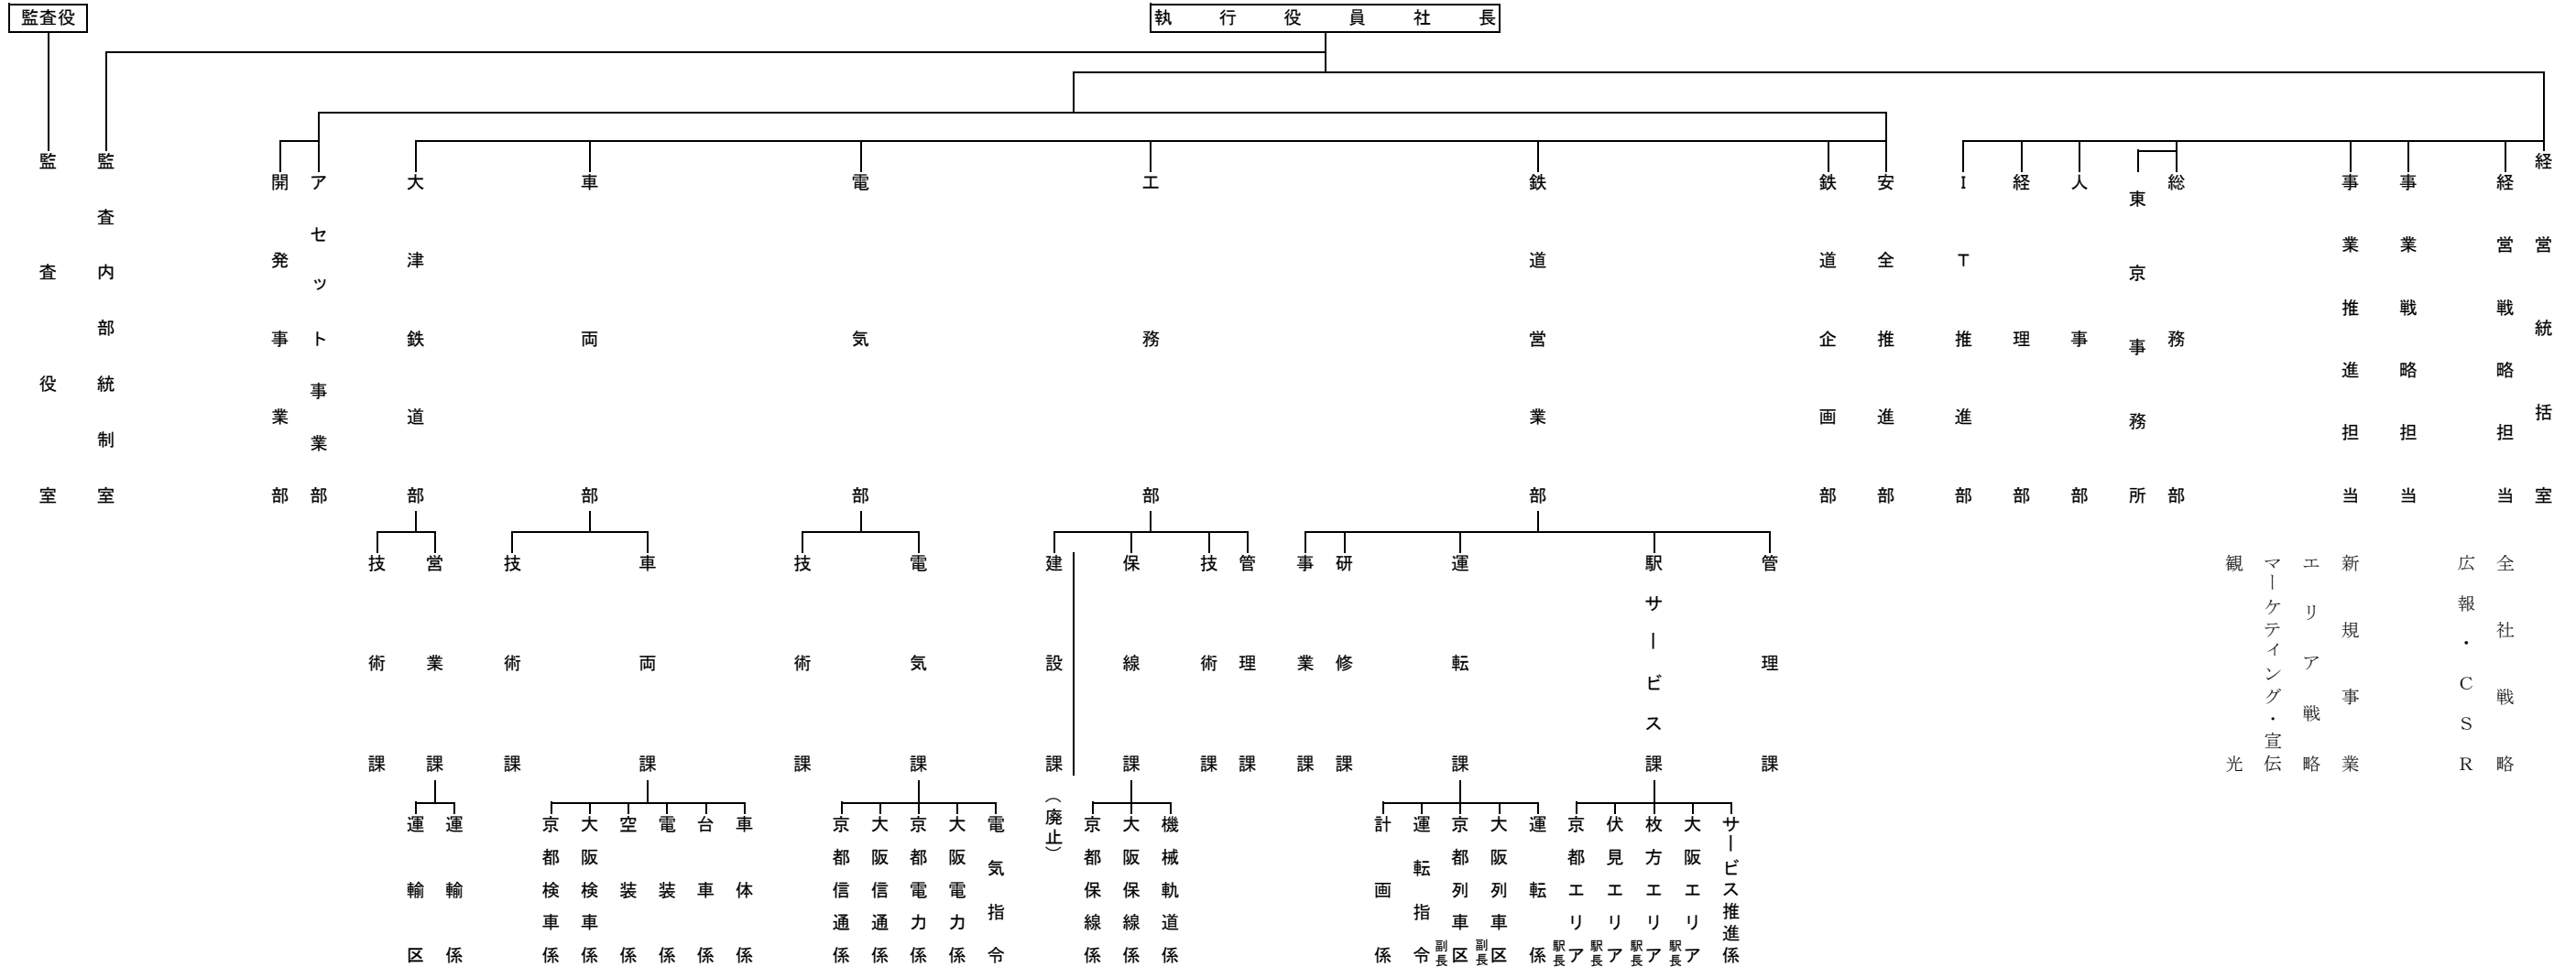 監査役
執行役員社長
経営統括室
経営戦略担当
事業戦略担当
事業推進担当
総務部
東京事務所
人事部
経理部
IT推進部
安全推進部
鉄道企画部
鉄道営業部
工務部
電気部
車両部
大津鉄道部
アセット事業部
開発事業部
監査内部統制室
監査役室
全社戦略
広報・CSR
新規事業
エリア戦略
マーケティング・宣伝
観光
管理課
駅サービス課
運転課
研修課
事業課
管理課
技術課
保線課
建設課
(廃止)
電気課
技術課
車両課
技術課
営業課
技術課
サービス推進係
大阪エリア
駅長
枚方エリア
駅長
伏見エリア
駅長
京都エリア
駅長
運転係
大阪列車区
副長
京都列車区
副長
運転指令
計画係
機械軌道係
大阪保線係
京都保線係
電気指令
大阪電力係
京都電力係
大阪信通係
京都信通係
車体係
台車係
電装係
空装係
大阪検車係
京都検車係
運輸係
運輸区